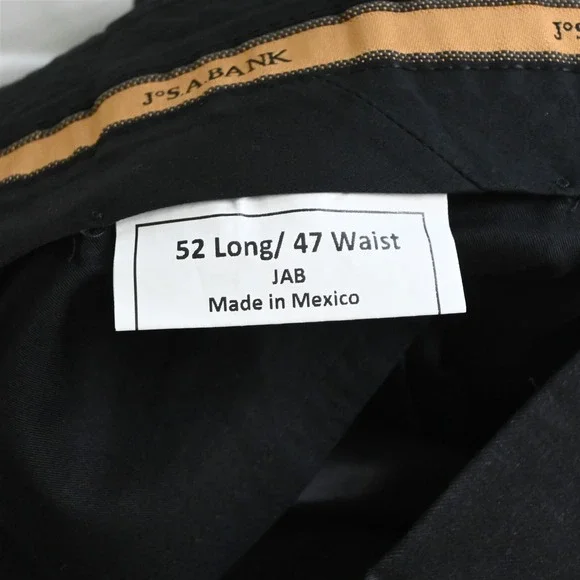 JoS.A.BANK
JoS
52 Long/ 47 Waist
JAB
Made in Mexico